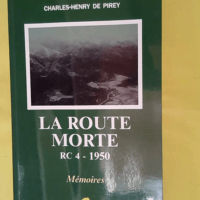 CHARLES-HENRY DE PIREY
LA ROUTE
MORTE
RC 4 - 1950
Mémoires